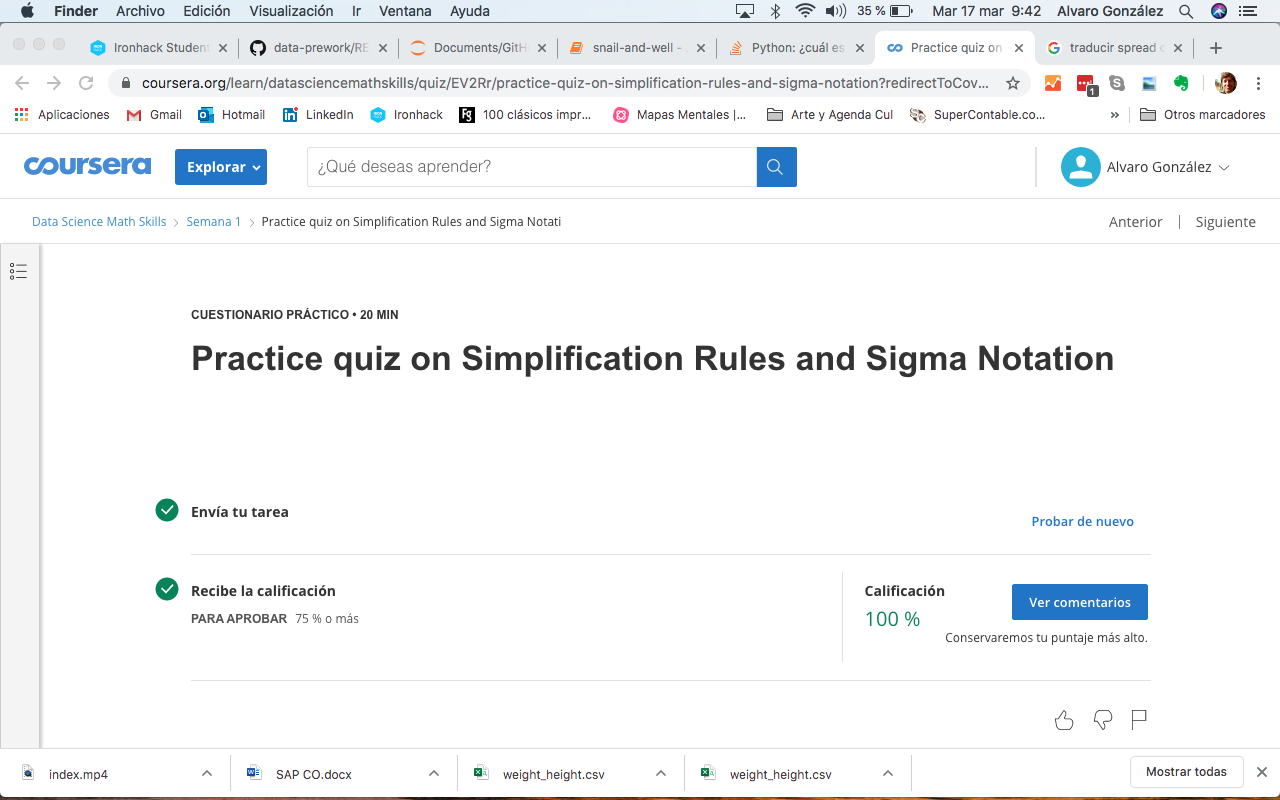 Finder Archivo Edición Visualización Ir Ventana Ayuda 35 % Mar 17 mar 9:42 Alvaro González
Ironhack Student data-prework/RE Documents/GitH snail-and-well - Python: ¿cuál es Practice quiz on traducir spread
coursera.org/learn/datasciencemathskills/quiz/EV2Rr/practice-quiz-on-simplification-rules-and-sigma-notation?redirectToCov... 1
Aplicaciones Gmail Hotmail LinkedIn Ironhack Fg 100 clásicos impr... Mapas Mentales |... Arte y Agenda Cul SuperContable.co... » Otros marcadores
coursera Explorar ¿Qué deseas aprender? Alvaro González
Data Science Math Skills > Semana 1 > Practice quiz on Simplification Rules and Sigma Notati Anterior | Siguiente
CUESTIONARIO PRÁCTICO • 20 MIN
Practice quiz on Simplification Rules and Sigma Notation
Envía tu tarea
Probar de nuevo
Recibe la calificación Calificación
Ver comentarios
PARA APROBAR 75 % o más 100 %
Conservaremos tu puntaje más alto.
index.mp4 SAP CO.docx weight_height.csv weight_height.csv Mostrar todas